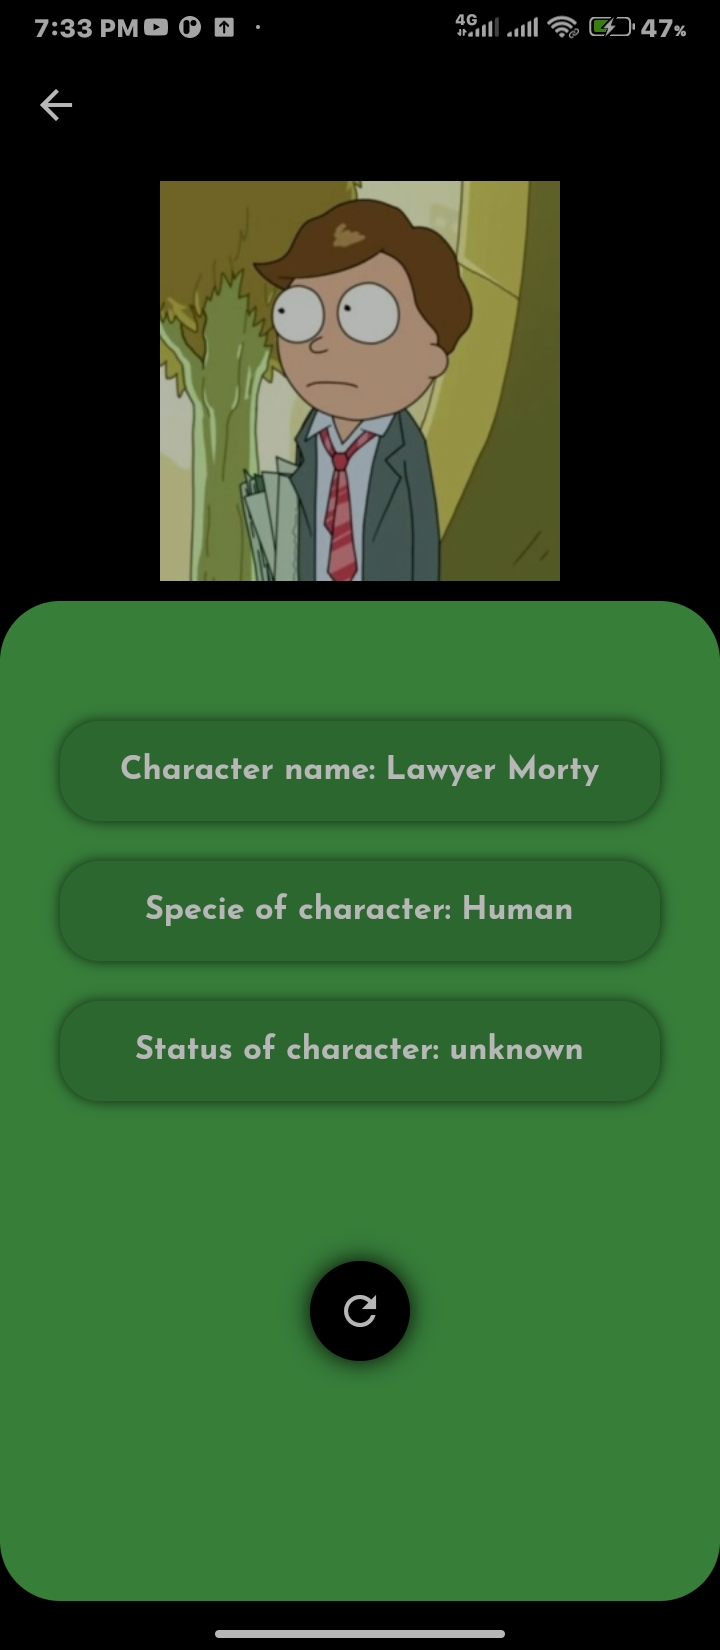 7:33 PM
4G
47%
Character name: Lawyer Morty
Specie of character: Human
Status of character: unknown